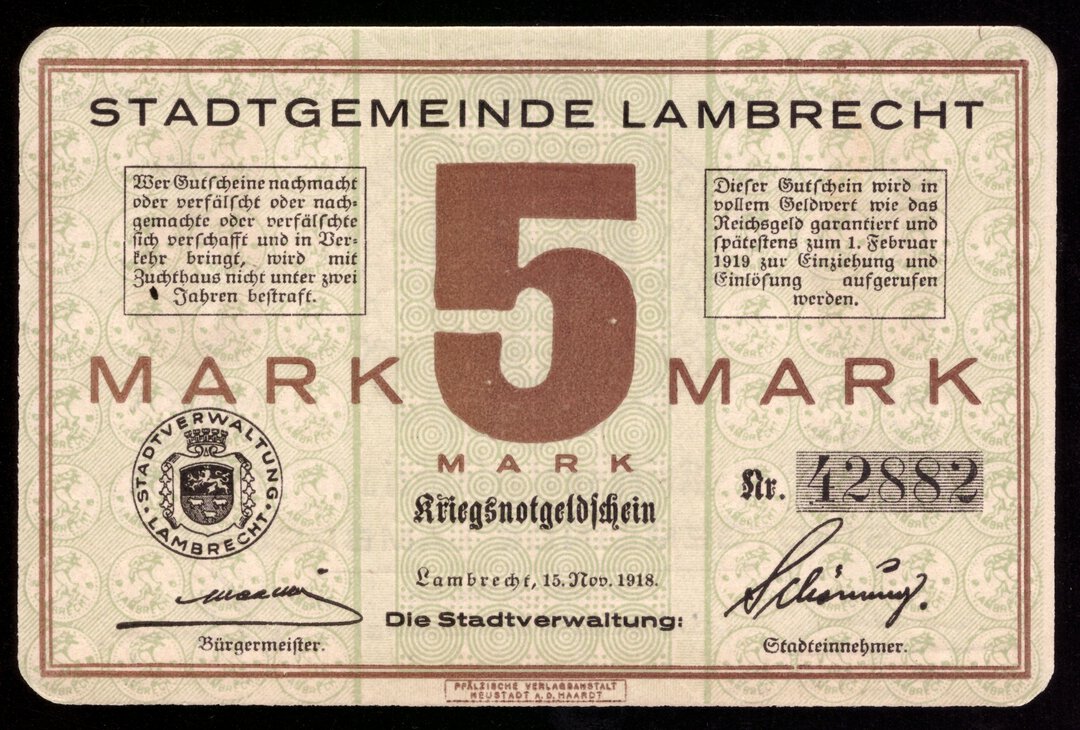 STADTGEMEINDE LAMBRECHT
Wer Gutscheine nachmacht
oder verfälscht oder nach-
gemachte oder verfälschte
sich verschafft und in Ver-
kehr bringt, wird mit
Zuchthaus nicht unter zwei
Jahren bestraft.
5
Dieser Gutschein wird in
vollem Geldwert wie das
Reichsgeld garantiert und
spätestens zum 1. Februar
1919 zur Einziehung und
Einlösung aufgerufen
werden.
MARK MARK
MARK
STADTVERWALTUNG
LAMBRECHT
Kriegsnotgeldschein
Nr. 42882
Lambrecht, 15. Nov. 1918.
Die Stadtverwaltung:
Bürgermeister.
Schönung.
Stadteinnehmer.
PFÄLZISCHE VERLAGSANSTALT
NEUSTADT A.D. HAARDT